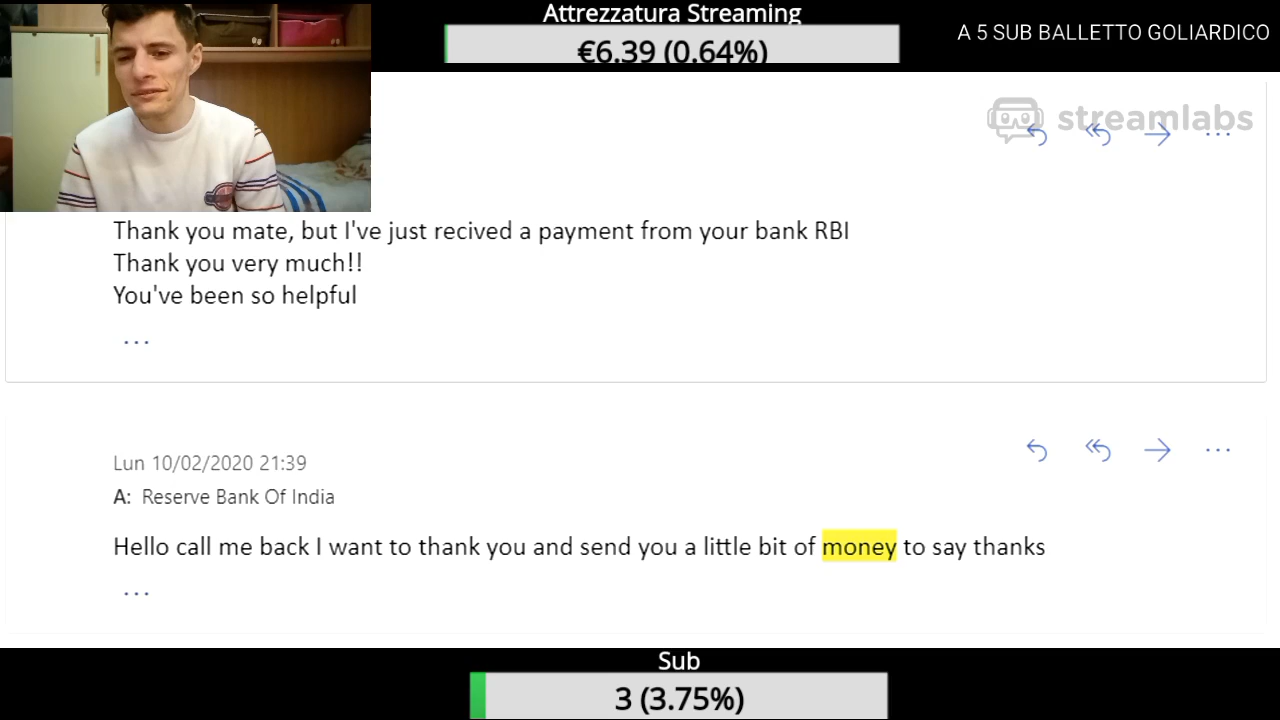 Attrezzatura Streaming
€6.39 (0.64%)
A 5 SUB BALLETTO GOLIARDICO
streamlabs
Thank you mate, but I've just recived a payment from your bank RBI
Thank you very much!!
You've been so helpful
...
Lun 10/02/2020 21:39
A: Reserve Bank Of India
Hello call me back I want to thank you and send you a little bit of money to say thanks
...
Sub
3 (3.75%)